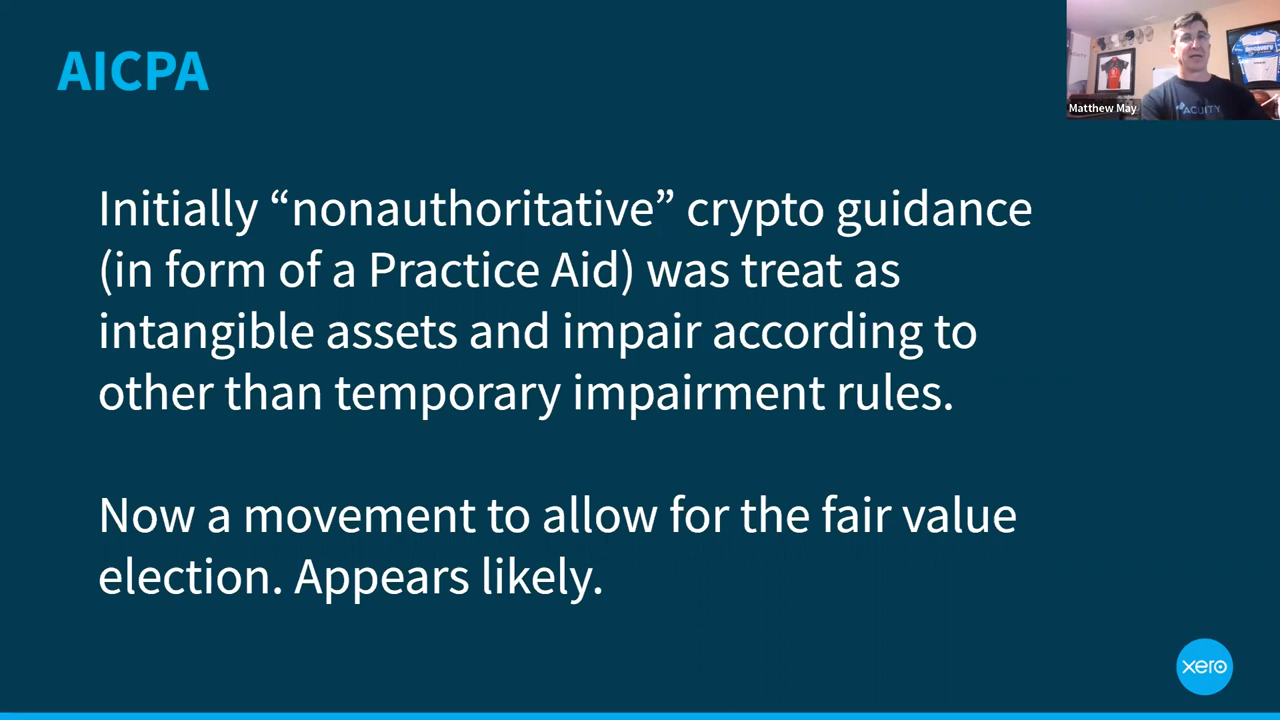 AICPA
Matthew May
ACUITY
Discovery
Initially “nonauthoritative” crypto guidance
(in form of a Practice Aid) was treat as
intangible assets and impair according to
other than temporary impairment rules.
Now a movement to allow for the fair value
election. Appears likely.
xero